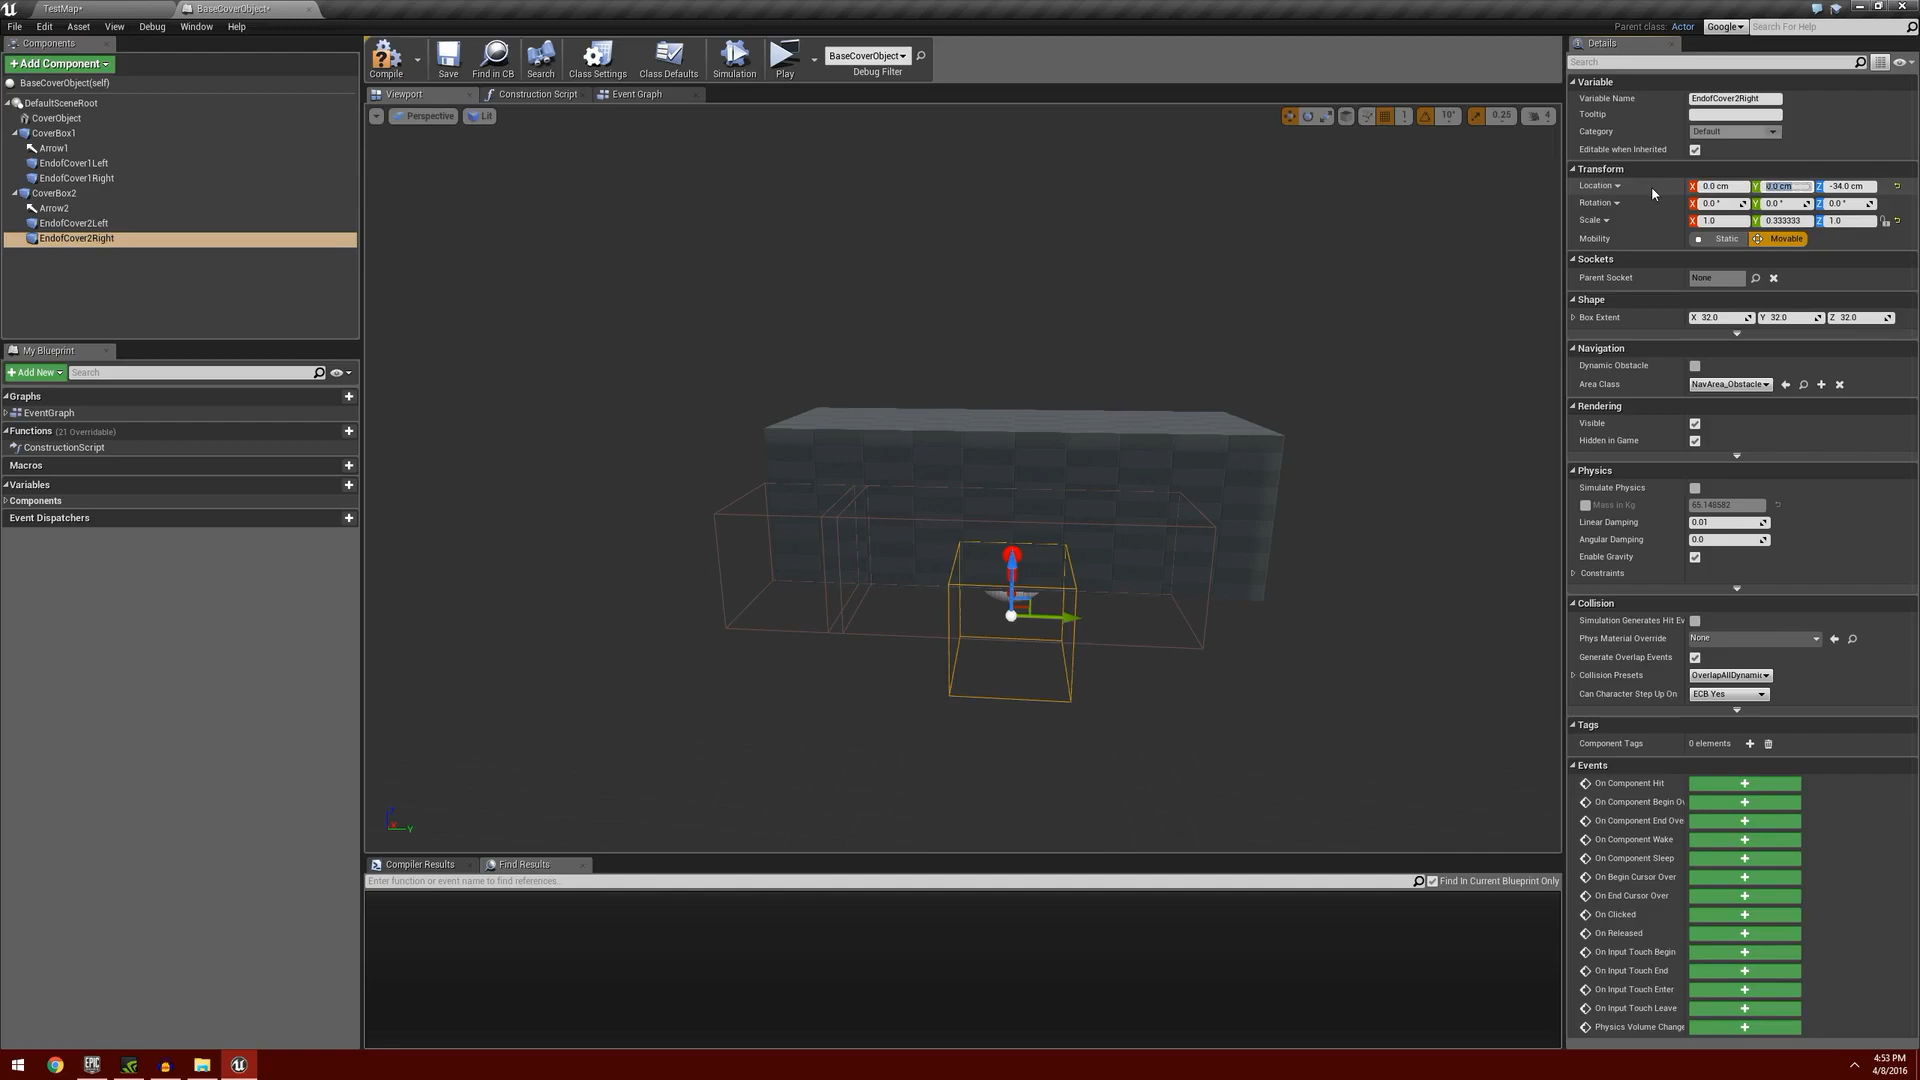 TestMap*
BaseCoverObject*
File Edit Asset View Debug Window Help
Parent class: Actor Google Search For Help
Components
+Add Component
BaseCoverObject(self)
DefaultSceneRoot
CoverObject
CoverBox1
Arrow1
EndofCover1Left
EndofCover1Right
CoverBox2
Arrow2
EndofCover2Left
EndofCover2Right
My Blueprint
+Add New Search
Graphs
EventGraph
Functions (21 Overridable)
ConstructionScript
Macros
Variables
Components
Event Dispatchers
Compile Save Find in CB Search Class Settings Class Defaults Simulation Play BaseCoverObject
Debug Filter
Viewport Construction Script Event Graph
Perspective Lit 1 10° 0.25 4
Z Y
Compiler Results Find Results
Enter function or event name to find references...
Find In Current Blueprint Only
Details
Search
Variable
Variable Name EndofCover2Right
Tooltip
Category Default
Editable when Inherited
Transform
Location X 0.0 cm Y 0.0 cm Z -34.0 cm
Rotation X 0.0 ° Y 0.0 ° Z 0.0 °
Scale X 1.0 Y 0.333333 Z 1.0
Mobility Static Movable
Sockets
Parent Socket None
Shape
Box Extent X 32.0 Y 32.0 Z 32.0
Navigation
Dynamic Obstacle
Area Class NavArea_Obstacle
Rendering
Visible
Hidden in Game
Physics
Simulate Physics
Mass in Kg 65.148582
Linear Damping 0.01
Angular Damping 0.0
Enable Gravity
Constraints
Collision
Simulation Generates Hit Ev
Phys Material Override None
Generate Overlap Events
Collision Presets OverlapAllDynamic
Can Character Step Up On ECB Yes
Tags
Component Tags 0 elements
Events
On Component Hit
On Component Begin Ov
On Component End Ove
On Component Wake
On Component Sleep
On Begin Cursor Over
On End Cursor Over
On Clicked
On Released
On Input Touch Begin
On Input Touch End
On Input Touch Enter
On Input Touch Leave
Physics Volume Change
EPIC
4:53 PM
4/8/2016